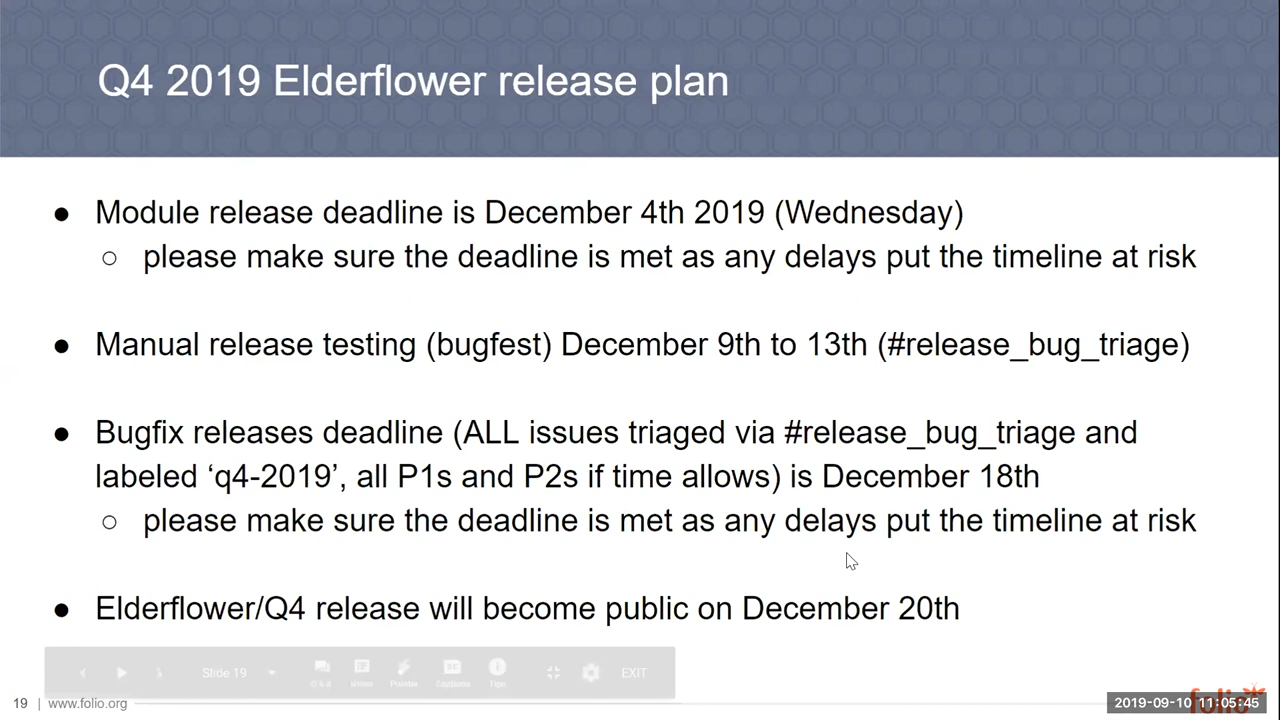 Q4 2019 Elderflower release plan
● Module release deadline is December 4th 2019 (Wednesday)
○ please make sure the deadline is met as any delays put the timeline at risk
● Manual release testing (bugfest) December 9th to 13th (#release_bug_triage)
● Bugfix releases deadline (ALL issues triaged via #release_bug_triage and
labeled ‘q4-2019’, all P1s and P2s if time allows) is December 18th
○ please make sure the deadline is met as any delays put the timeline at risk
● Elderflower/Q4 release will become public on December 20th
Slide 19
Q & A Notes Pointer Captions Tips
EXIT
19 | www.folio.org
folio
2019-09-10 11:05:45